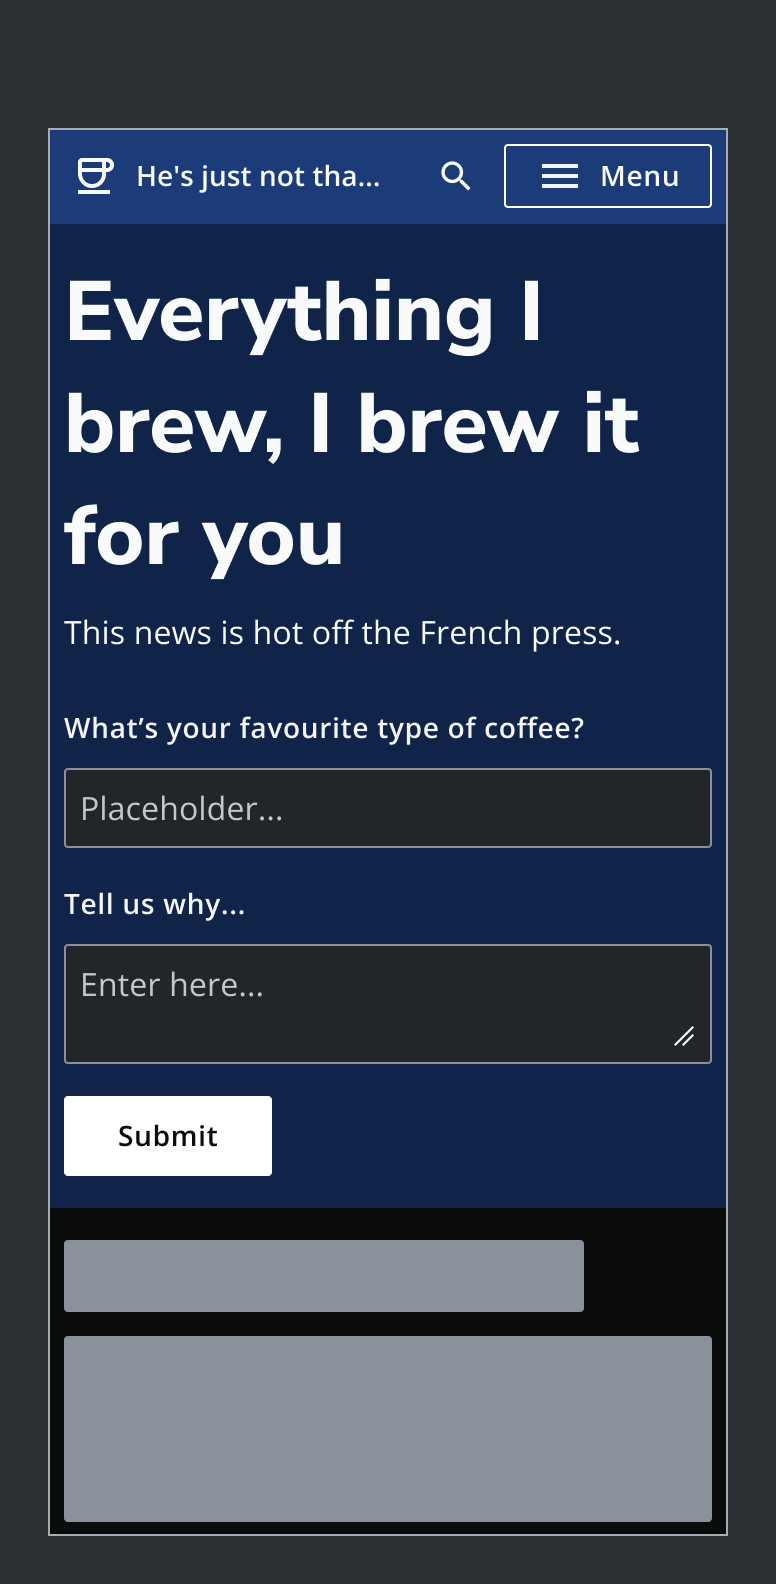 He's just not tha...
Menu
Everything I
brew, I brew it
for you
This news is hot off the French press.
What’s your favourite type of coffee?
Placeholder...
Tell us why...
Enter here...
Submit